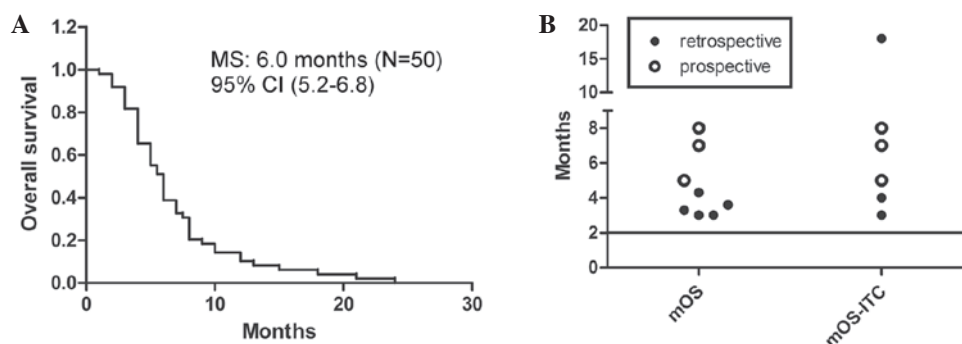 A
MS: 6.0 months (N=50)
95% CI (5.2-6.8)
Overall survival
1.2
1.0
0.8
0.6
0.4
0.2
0.0
0
10
20
30
Months
B
retrospective
prospective
Months
20
15
10
8
6
4
2
0
mOS
mOS-ITC